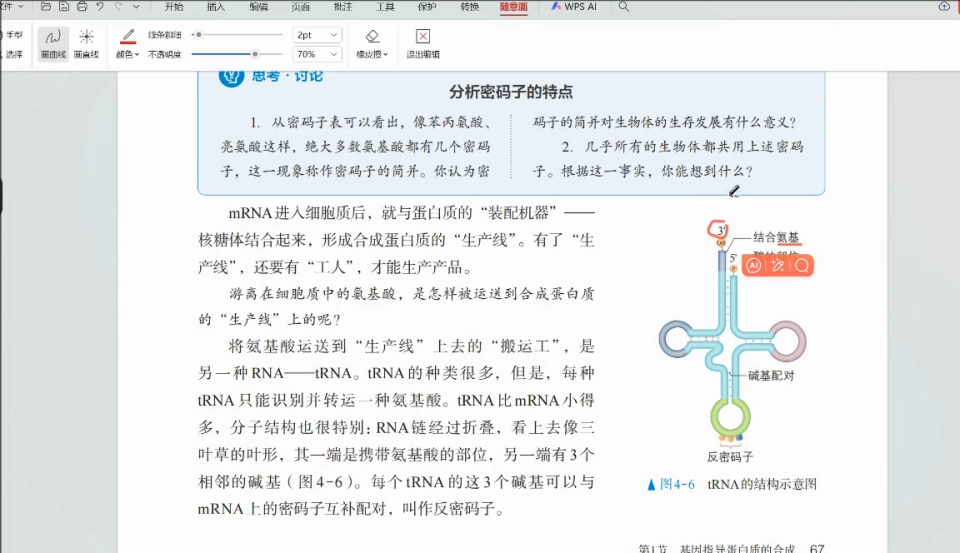 文件 开始 插入 编辑 页面 批注 工具 保护 转换 随意画 WPS AI
手型 选择
画曲线 画直线 颜色
线条粗细 2pt
不透明度 70%
橡皮擦 退出编辑
思考·讨论
分析密码子的特点
1. 从密码子表可以看出，像苯丙氨酸、
亮氨酸这样，绝大多数氨基酸都有几个密码
子，这一现象称作密码子的简并。你认为密
码子的简并对生物体的生存发展有什么意义？
2. 几乎所有的生物体都共用上述密码
子。根据这一事实，你能想到什么？
mRNA进入细胞质后，就与蛋白质的“装配机器”——
核糖体结合起来，形成合成蛋白质的“生产线”。有了“生
产线”，还要有“工人”，才能生产产品。
游离在细胞质中的氨基酸，是怎样被运送到合成蛋白质
的“生产线”上的呢？
将氨基酸运送到“生产线”上去的“搬运工”，是
另一种RNA——tRNA。tRNA的种类很多，但是，每种
tRNA只能识别并转运一种氨基酸。tRNA比mRNA小得
多，分子结构也很特别：RNA链经过折叠，看上去像三
叶草的叶形，其一端是携带氨基酸的部位，另一端有3个
相邻的碱基（图4-6）。每个tRNA的这3个碱基可以与
mRNA上的密码子互补配对，叫作反密码子。
3'
OH
结合氨基
5'
P
AI
碱基配对
反密码子
▲图4-6 tRNA的结构示意图
第1节 基因指导蛋白质的合成 67